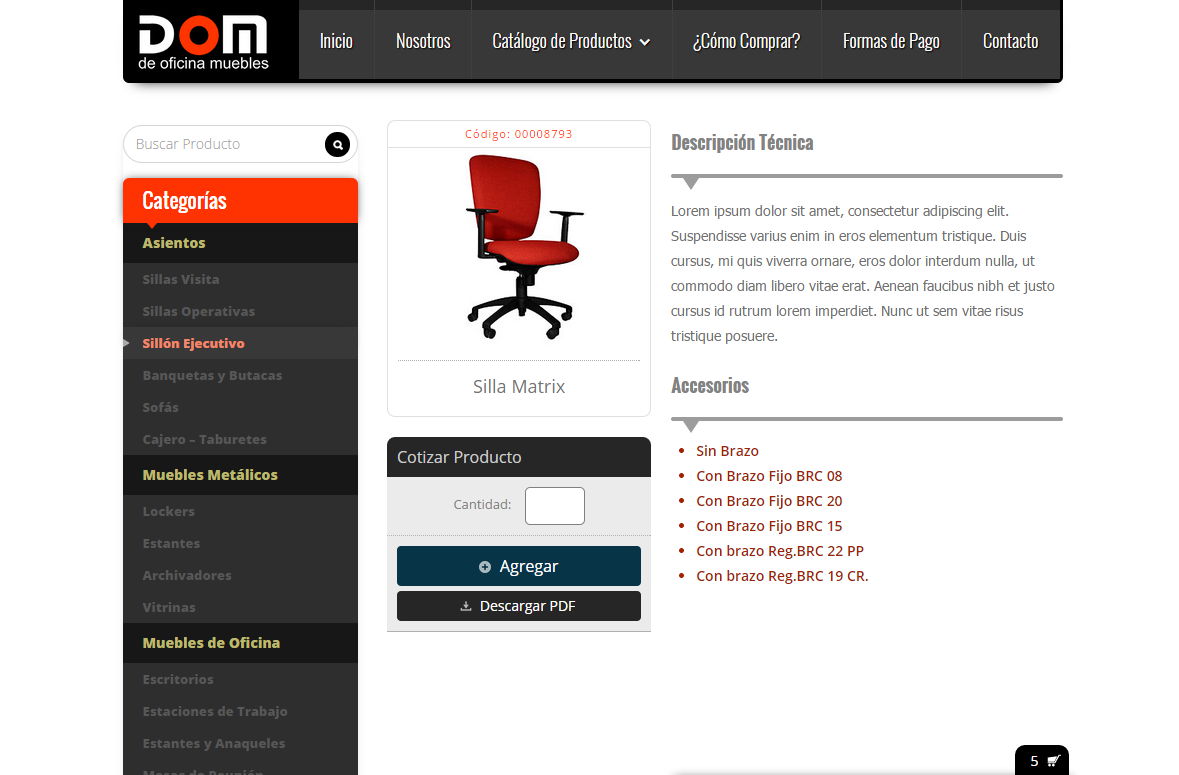 DOM
de oficina muebles
Inicio
Nosotros
Catálogo de Productos
¿Cómo Comprar?
Formas de Pago
Contacto
Buscar Producto
Categorías
Asientos
Sillas Visita
Sillas Operativas
Sillón Ejecutivo
Banquetas y Butacas
Sofás
Cajero – Taburetes
Muebles Metálicos
Lockers
Estantes
Archivadores
Vitrinas
Muebles de Oficina
Escritorios
Estaciones de Trabajo
Estantes y Anaqueles
Código: 00008793
Silla Matrix
Cotizar Producto
Cantidad:
Agregar
Descargar PDF
Descripción Técnica
Lorem ipsum dolor sit amet, consectetur adipiscing elit.
Suspendisse varius enim in eros elementum tristique. Duis
cursus, mi quis viverra ornare, eros dolor interdum nulla, ut
commodo diam libero vitae erat. Aenean faucibus nibh et justo
cursus id rutrum lorem imperdiet. Nunc ut sem vitae risus
tristique posuere.
Accesorios
Sin Brazo
Con Brazo Fijo BRC 08
Con Brazo Fijo BRC 20
Con Brazo Fijo BRC 15
Con brazo Reg.BRC 22 PP
Con brazo Reg.BRC 19 CR.
5